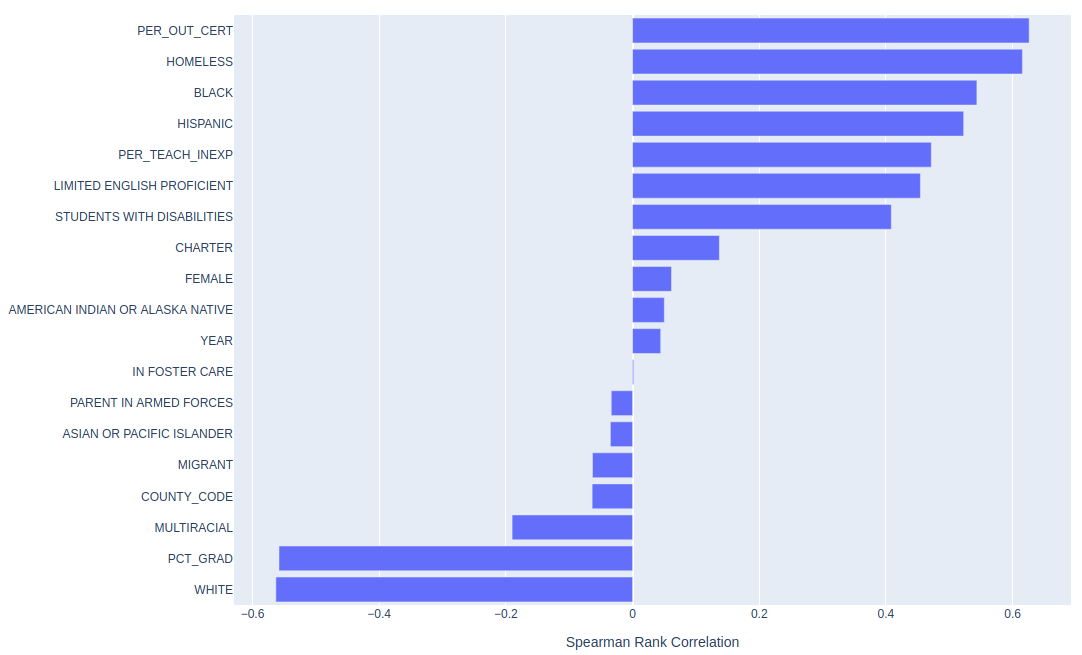 PER_OUT_CERT
HOMELESS
BLACK
HISPANIC
PER_TEACH_INEXP
LIMITED ENGLISH PROFICIENT
STUDENTS WITH DISABILITIES
CHARTER
FEMALE
AMERICAN INDIAN OR ALASKA NATIVE
YEAR
IN FOSTER CARE
PARENT IN ARMED FORCES
ASIAN OR PACIFIC ISLANDER
MIGRANT
COUNTY_CODE
MULTIRACIAL
PCT_GRAD
WHITE
−0.6 −0.4 −0.2 0 0.2 0.4 0.6
Spearman Rank Correlation